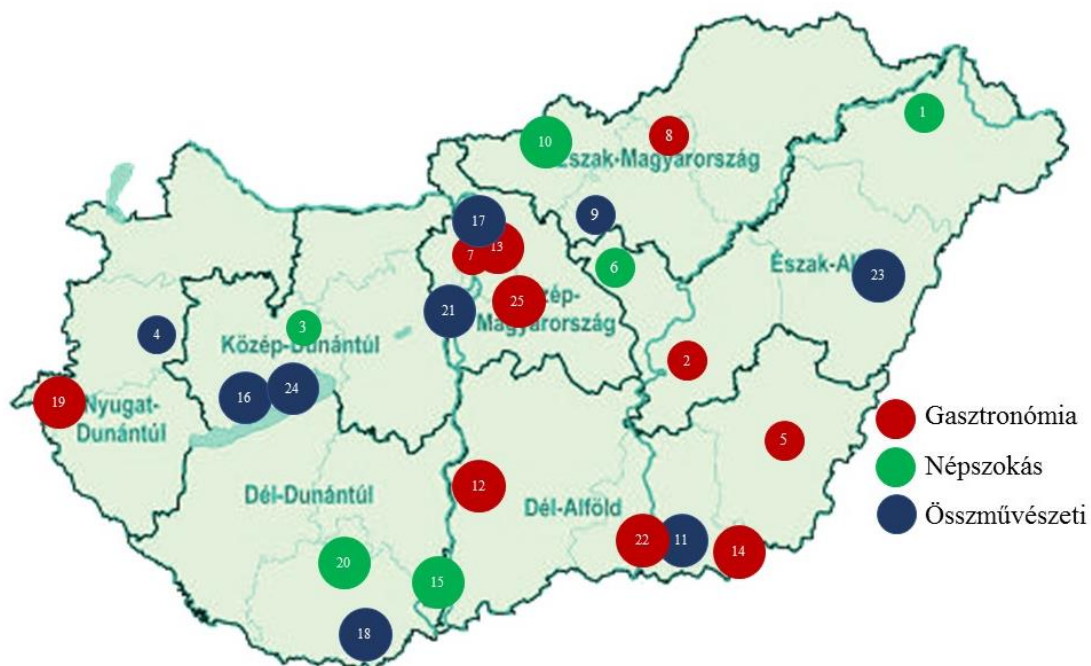 1
8
10
Észak-Magyarország
9
17
13
7
6
Észak-Al
23
25
zép-
Magyarország
21
4
3
Közép-Dunántúl
2
24
16
19
Nyugat-
Dunántúl
Gasztronómia
5
Népszokás
12
Dél-Dunántúl
Dél-Alföld
Összművészeti
22
11
14
20
15
18